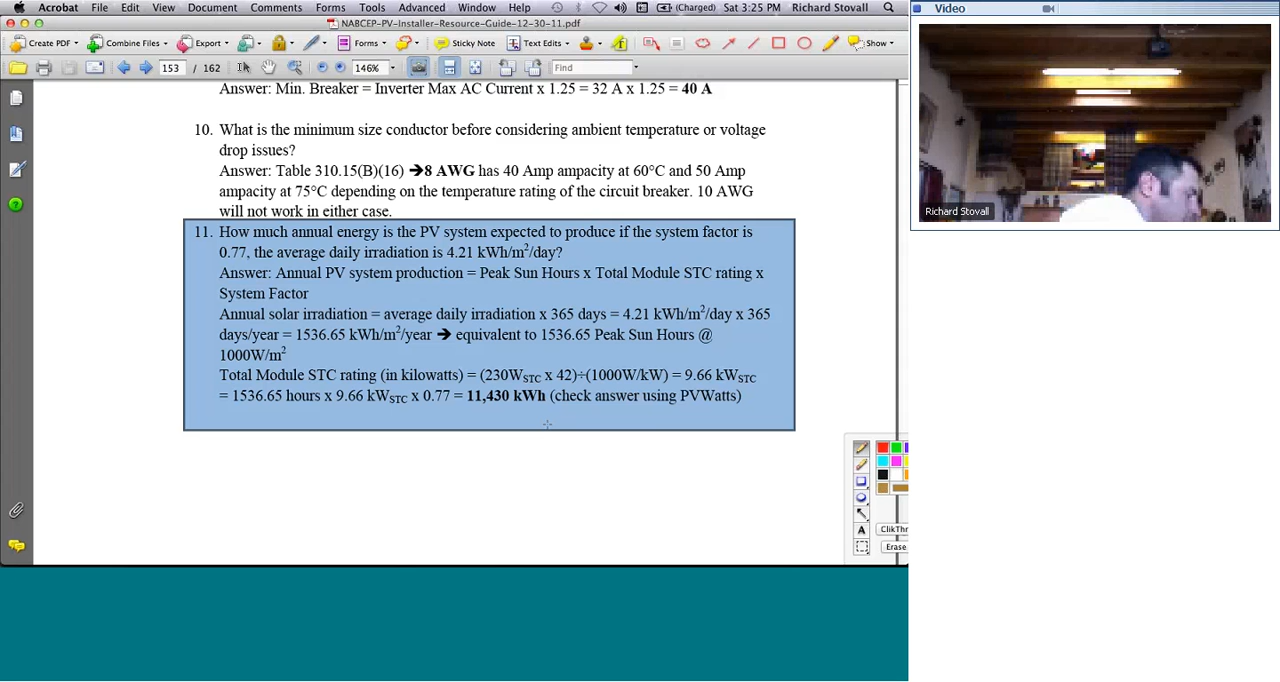 Acrobat File Edit View Document Comments Forms Tools Advanced Window Help (Charged) Sat 3:25 PM Richard Stovall
NABCEP-PV-Installer-Resource-Guide-12-30-11.pdf
Create PDF Combine Files Export Forms Sticky Note Text Edits Show
153 / 162 146% Find
Answer: Min. Breaker = Inverter Max AC Current x 1.25 = 32 A x 1.25 = 40 A
10. What is the minimum size conductor before considering ambient temperature or voltage
drop issues?
Answer: Table 310.15(B)(16) ➔8 AWG has 40 Amp ampacity at 60°C and 50 Amp
ampacity at 75°C depending on the temperature rating of the circuit breaker. 10 AWG
will not work in either case.
11. How much annual energy is the PV system expected to produce if the system factor is
0.77, the average daily irradiation is 4.21 kWh/m²/day?
Answer: Annual PV system production = Peak Sun Hours x Total Module STC rating x
System Factor
Annual solar irradiation = average daily irradiation x 365 days = 4.21 kWh/m²/day x 365
days/year = 1536.65 kWh/m²/year ➔ equivalent to 1536.65 Peak Sun Hours @
1000W/m²
Total Module STC rating (in kilowatts) = (230WSTC x 42)÷(1000W/kW) = 9.66 kWSTC
= 1536.65 hours x 9.66 kWSTC x 0.77 = 11,430 kWh (check answer using PVWatts)
A
ClikThr
Erase
Video
Richard Stovall